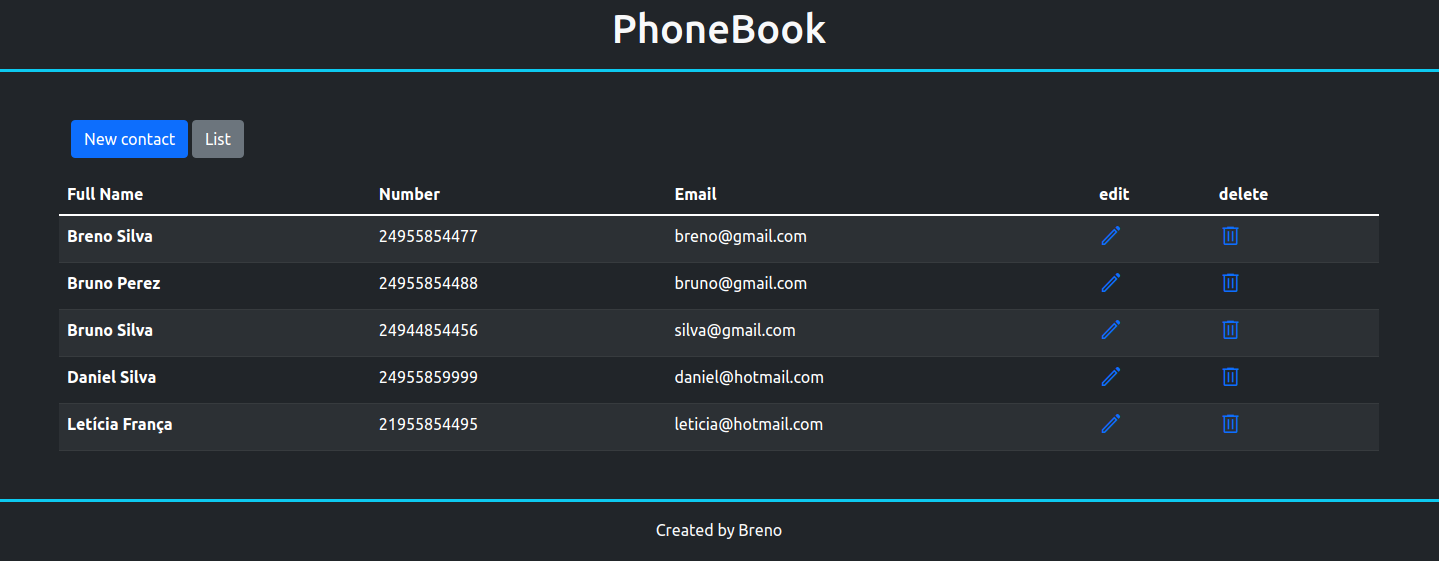 PhoneBook
New contact List
Full Name Number Email edit delete
Breno Silva 24955854477 breno@gmail.com
Bruno Perez 24955854488 bruno@gmail.com
Bruno Silva 24944854456 silva@gmail.com
Daniel Silva 24955859999 daniel@hotmail.com
Letícia França 21955854495 leticia@hotmail.com
Created by Breno